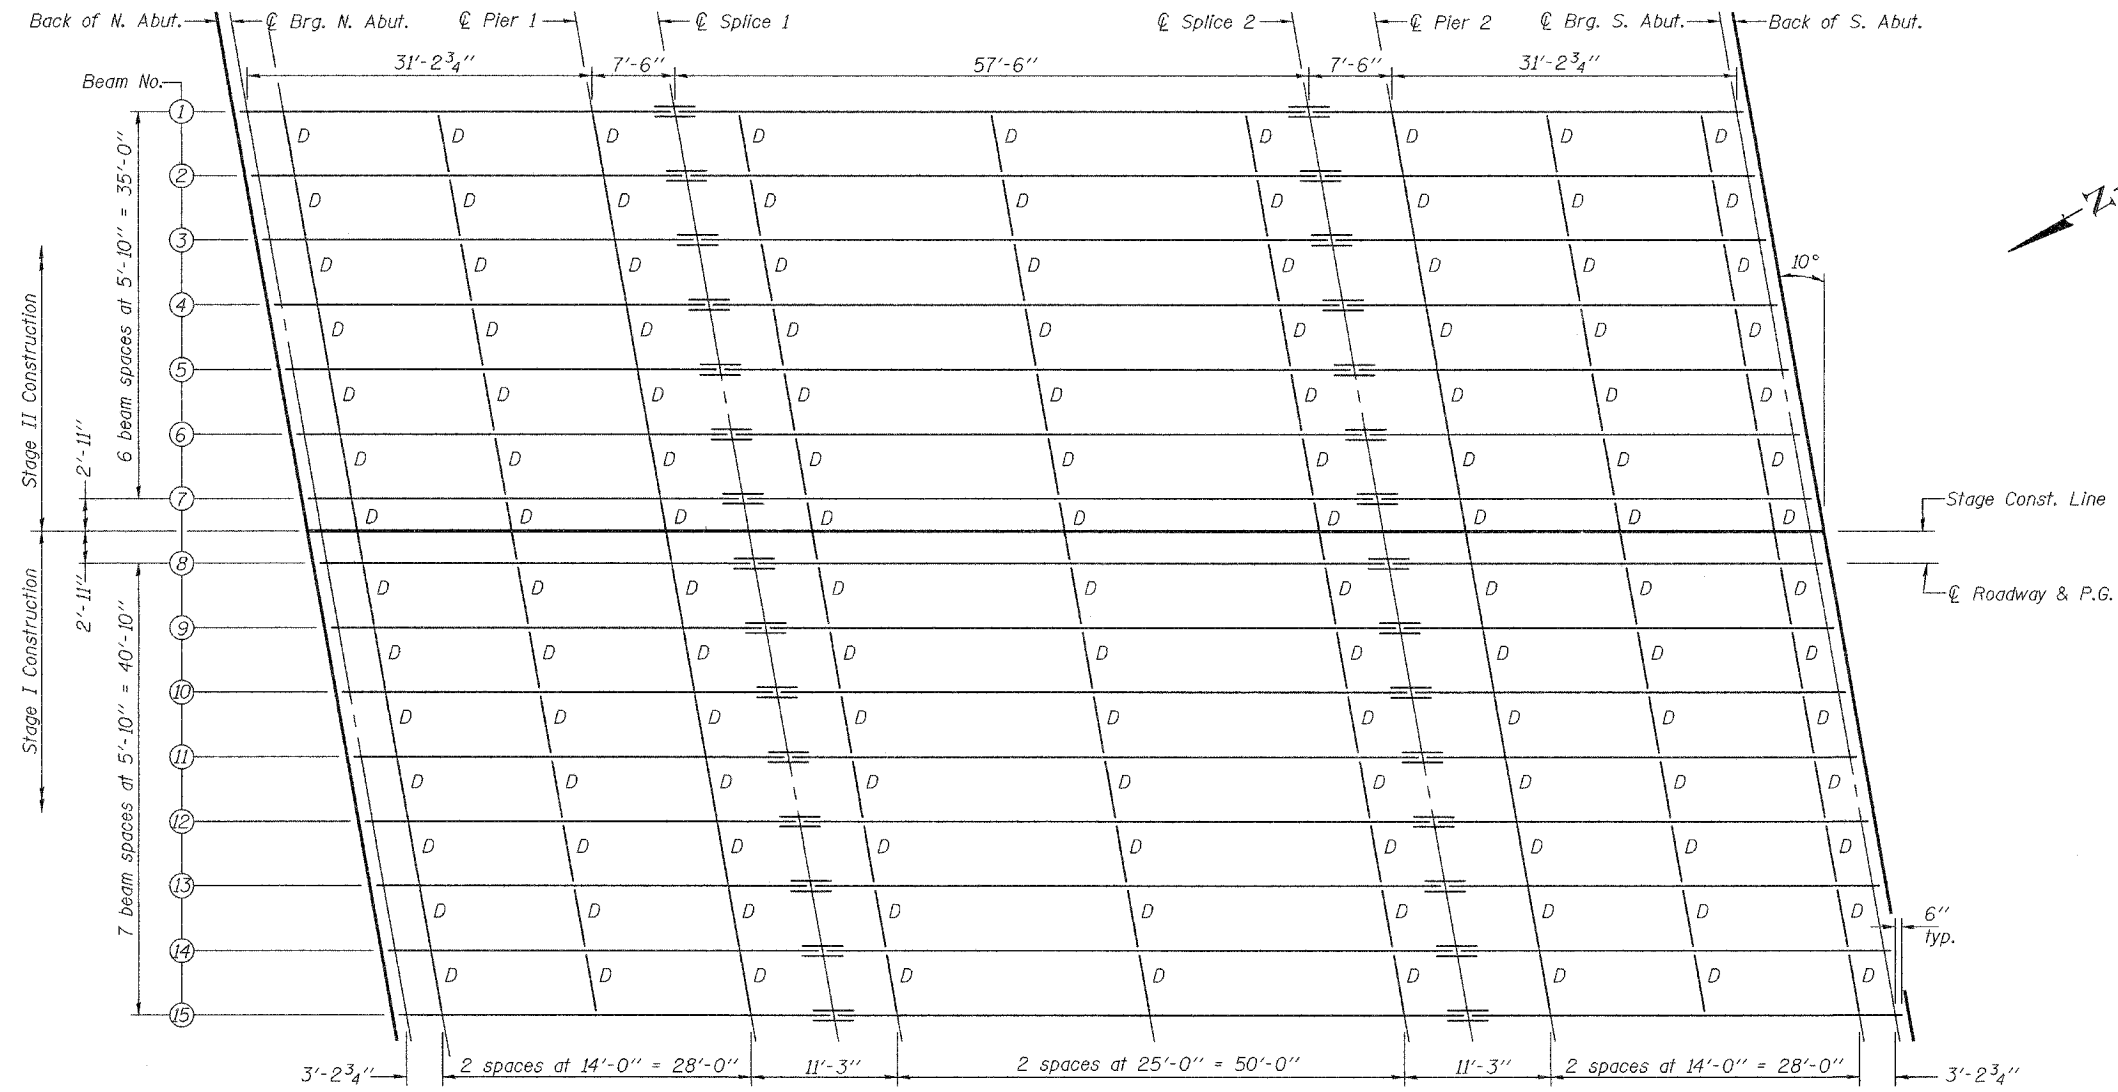 Back of N. Abut.
℄ Brg. N. Abut.
℄ Pier 1
℄ Splice 1
℄ Splice 2
℄ Pier 2
℄ Brg. S. Abut.
Back of S. Abut.
31'-2¾"
7'-6"
57'-6"
7'-6"
31'-2¾"
Beam No.
1
D D D D D D D D D
2
D D D D D D D D D
3
D D D D D D D D D
4
D D D D D D D D D
5
D D D D D D D D D
6
D D D D D D D D D
7
D D D D D D D D D
8
D D D D D D D D D
9
D D D D D D D D D
10
D D D D D D D D D
11
D D D D D D D D D
12
D D D D D D D D D
13
D D D D D D D D D
14
D D D D D D D D D
15
6 beam spaces at 5'-10" = 35'-0"
2'-11"
2'-11"
7 beam spaces at 5'-10" = 40'-10"
Stage II Construction
Stage I Construction
N
10°
Stage Const. Line
℄ Roadway & P.G.
6"
typ.
3'-2¾"
2 spaces at 14'-0" = 28'-0"
11'-3"
2 spaces at 25'-0" = 50'-0"
11'-3"
2 spaces at 14'-0" = 28'-0"
3'-2¾"